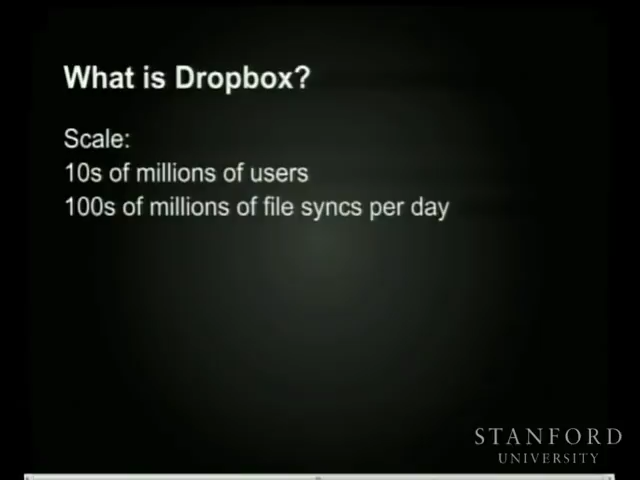 What is Dropbox?
Scale:
10s of millions of users
100s of millions of file syncs per day
STANFORD
UNIVERSITY